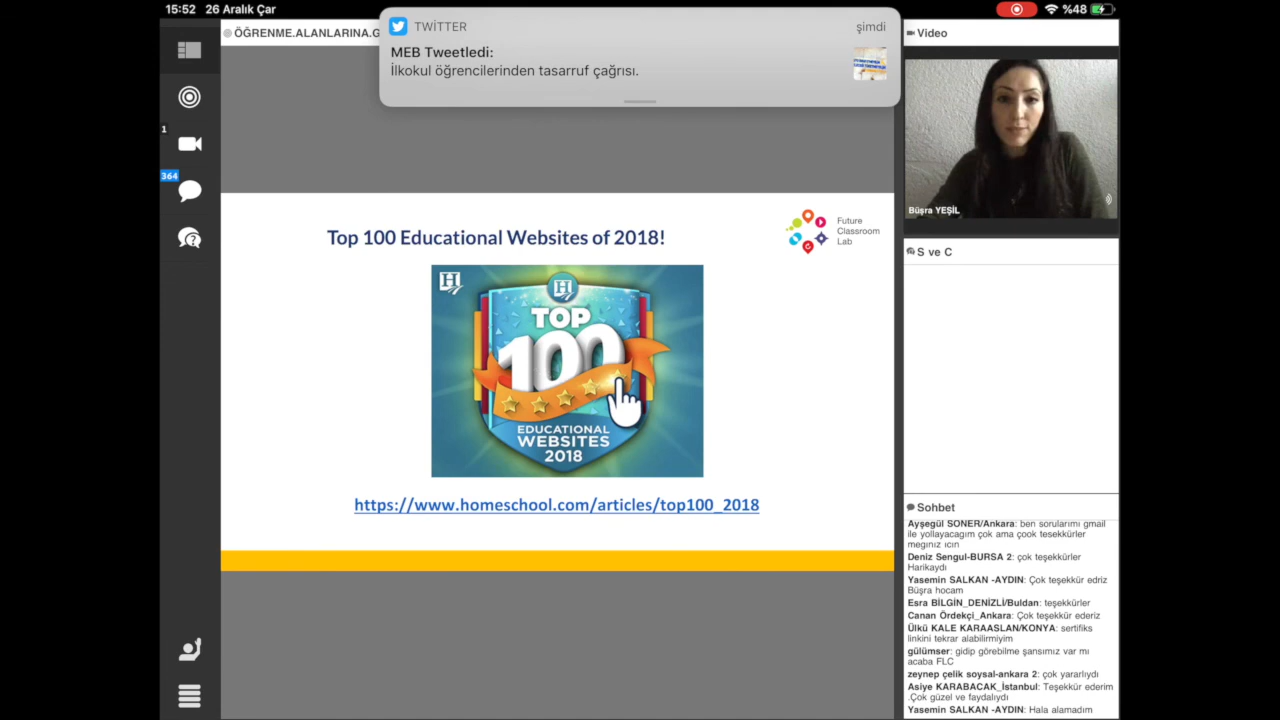 15:52 26 Aralık Çar
%48
ÖĞRENME.ALANLARINA.G
TWİTTER
şimdi
MEB Tweetledi:
İlkokul öğrencilerinden tasarruf çağrısı.
1
364
Top 100 Educational Websites of 2018!
Future
Classroom
Lab
H
H
TOP
100
EDUCATIONAL
WEBSITES
2018
https://www.homeschool.com/articles/top100_2018
Video
Büşra YEŞİL
S ve C
Sohbet
Ayşegül SONER/Ankara: ben sorularımı gmail
ile yollayacagım çok ama çook tesekkürler
megınız ıcın
Deniz Sengul-BURSA 2: çok teşekkürler
Harikaydı
Yasemin SALKAN -AYDIN: Çok teşekkür edriz
Büşra hocam
Esra BİLGİN_DENİZLİ/Buldan: teşekkürler
Canan Ördekçi_Ankara: Çok teşekkür ederiz
Ülkü KALE KARAASLAN/KONYA: sertifiks
linkini tekrar alabilirmiyim
gülümser: gidip görebilme şansımız var mı
acaba FLC
zeynep çelik soysal-ankara 2: çok yararlıydı
Asiye KARABACAK_İstanbul: Teşekkür ederim
.Çok güzel ve faydalıydı
Yasemin SALKAN -AYDIN: Hala alamadım